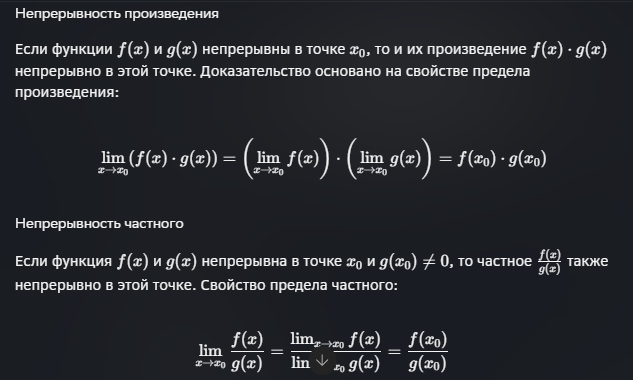 Непрерывность произведения
Если функции f(x) и g(x) непрерывны в точке x₀, то и их произведение f(x) · g(x)
непрерывно в этой точке. Доказательство основано на свойстве предела
произведения:
lim_{x→x₀} (f(x) · g(x)) = (lim_{x→x₀} f(x)) · (lim_{x→x₀} g(x)) = f(x₀) · g(x₀)
Непрерывность частного
Если функция f(x) и g(x) непрерывна в точке x₀ и g(x₀) ≠ 0, то частное f(x)/g(x) также
непрерывно в этой точке. Свойство предела частного:
lim_{x→x₀} f(x)/g(x) = lim_{x→x₀} f(x) / lin x₀ g(x) = f(x₀)/g(x₀)